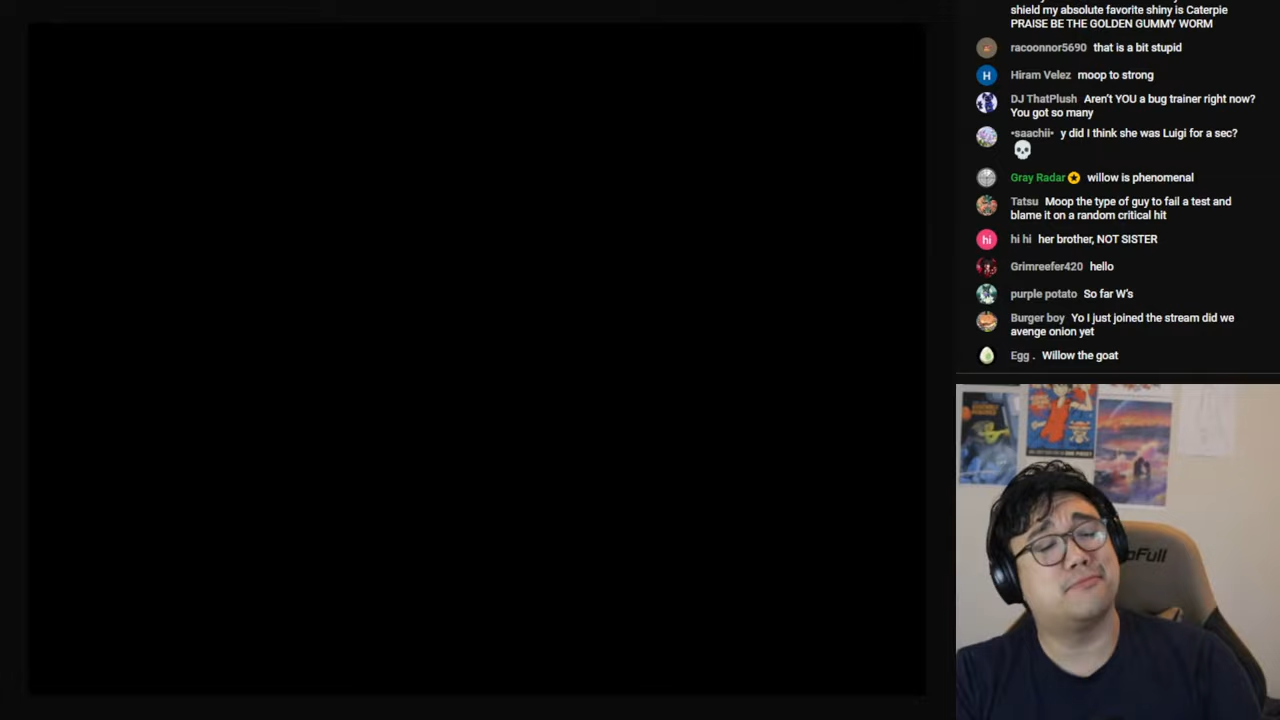 shield my absolute favorite shiny is Caterpie
PRAISE BE THE GOLDEN GUMMY WORM
racoonnor5690 that is a bit stupid
H
Hiram Velez moop to strong
DJ ThatPlush Aren't YOU a bug trainer right now?
You got so many
•saachii• y did I think she was Luigi for a sec?
Gray Radar willow is phenomenal
Tatsu Moop the type of guy to fail a test and
blame it on a random critical hit
hi
hi hi her brother, NOT SISTER
Grimreefer420 hello
purple potato So far W's
Burger boy Yo I just joined the stream did we
avenge onion yet
Egg . Willow the goat